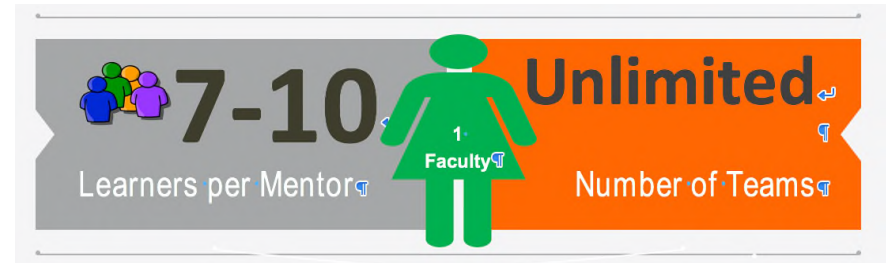 7-10
Learners per Mentor
1
Faculty
Unlimited
Number of Teams